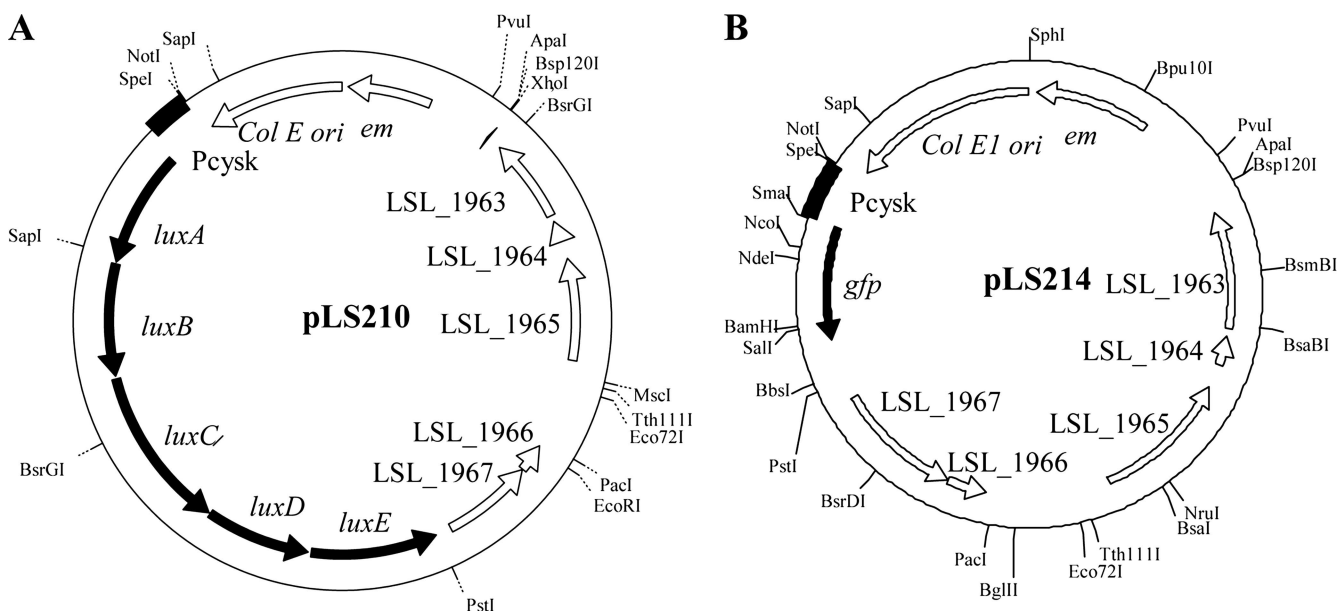 A
SapI
NotI
SpeI
PvuI
ApaI
Bsp120I
XhoI
BsrGI
Col E ori
em
Pcysk
LSL_1963
luxA
SapI
LSL_1964
luxB
pLS210
LSL_1965
MscI
Tth111I
Eco72I
luxC
LSL_1966
BsrGI
LSL_1967
PacI
EcoRI
luxD
luxE
PstI
B
SphI
Bpu10I
SapI
NotI
SpeI
PvuI
ApaI
Bsp120I
Col E1 ori
em
SmaI
Pcysk
NcoI
NdeI
BsmBI
gfp
pLS214
LSL_1963
BamHI
SalI
BsaBI
LSL_1964
BbsI
LSL_1967
LSL_1965
PstI
LSL_1966
BsrDI
NruI
BsaI
PacI
Tth111I
Eco72I
BglII